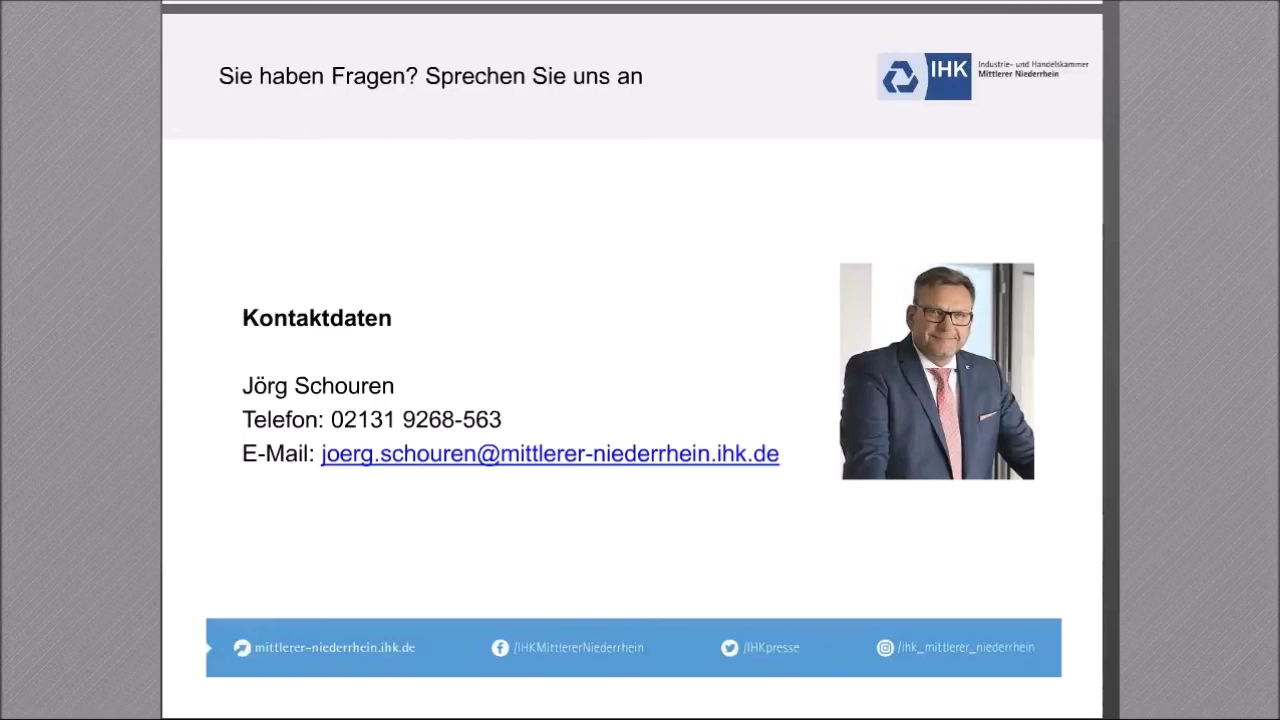 Sie haben Fragen? Sprechen Sie uns an
IHK
Industrie- und Handelskammer
Mittlerer Niederrhein
Kontaktdaten
Jörg Schouren
Telefon: 02131 9268-563
E-Mail: joerg.schouren@mittlerer-niederrhein.ihk.de
mittlerer-niederrhein.ihk.de /IHKMittlererNiederrhein /IHKpresse /ihk_mittlerer_niederrhein